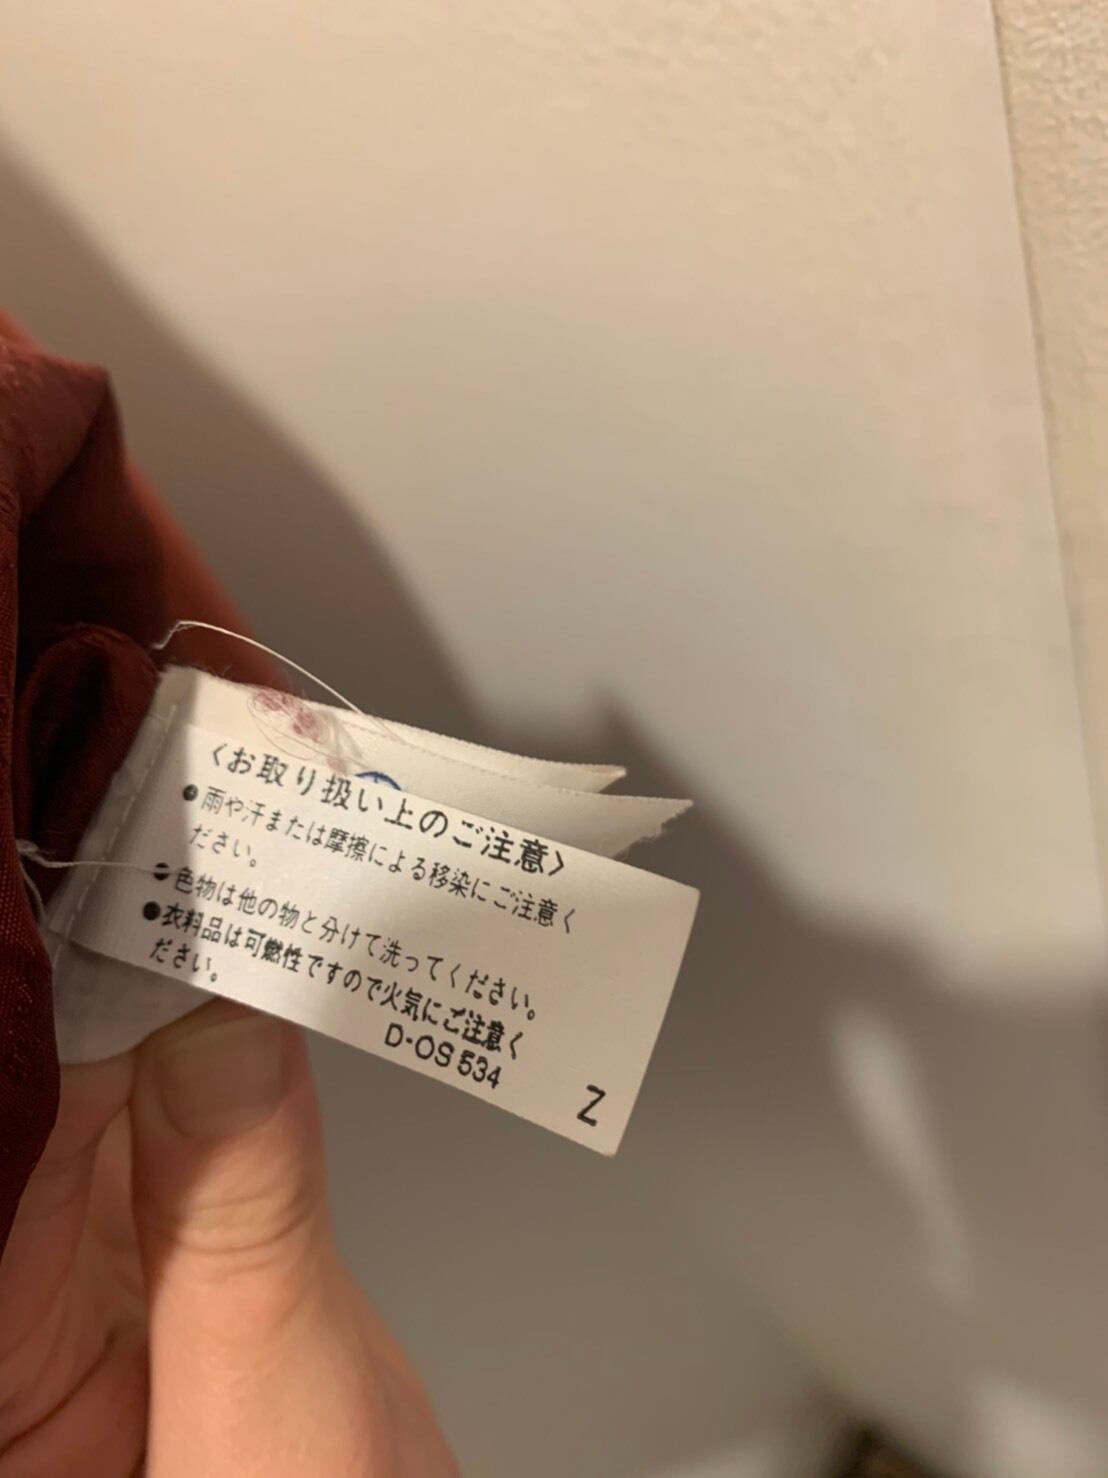 〈お取り扱い上のご注意〉
●雨や汗または摩擦による移染にご注意く
ださい。
●色物は他の物と分けて洗ってください。
●衣料品は可燃性ですので火気にご注意く
ださい。
D·OS 534
Z